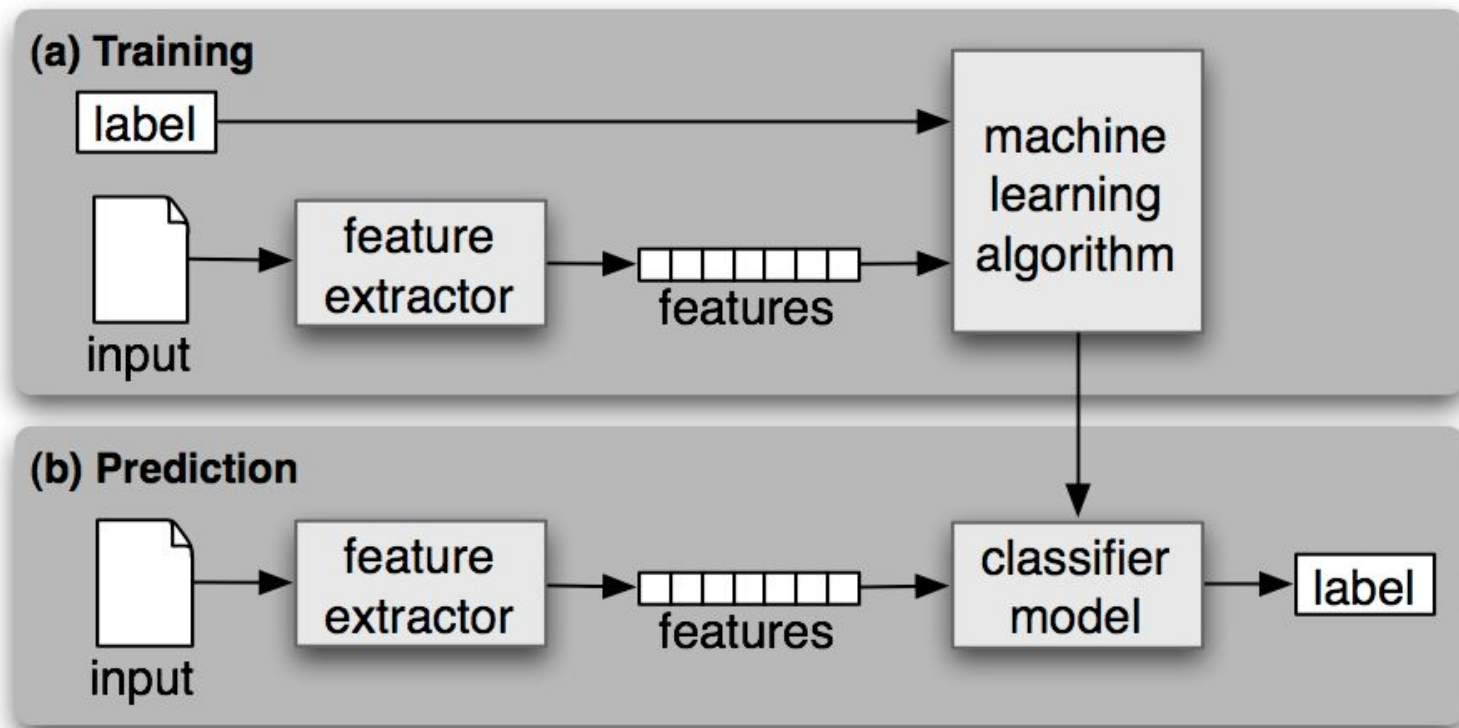 (a) Training
label
machine
learning
algorithm
feature
extractor
features
input
(b) Prediction
feature
extractor
features
classifier
model
label
input